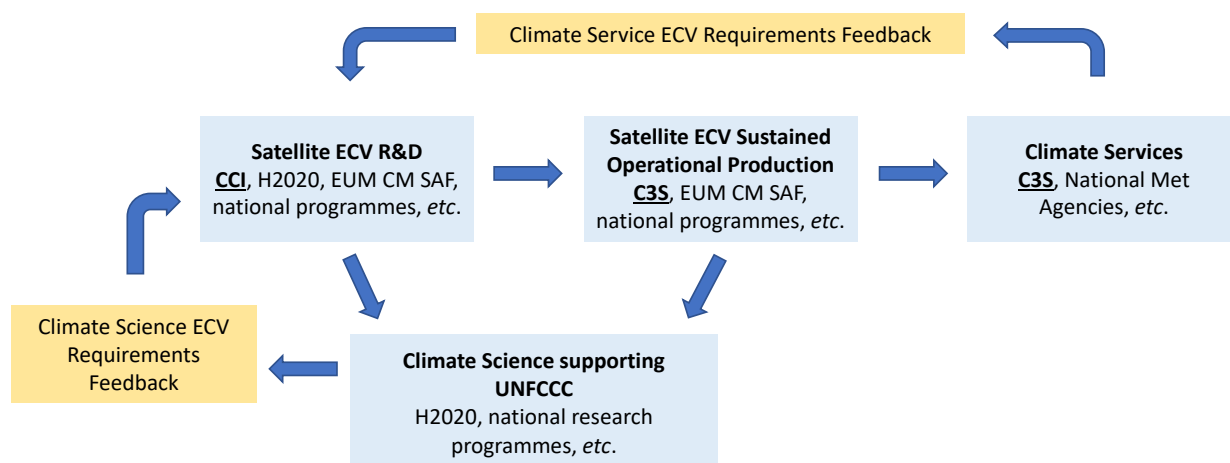 Climate Service ECV Requirements Feedback
Satellite ECV R&D
CCI, H2020, EUM CM SAF,
national programmes, etc.
Satellite ECV Sustained
Operational Production
C3S, EUM CM SAF,
national programmes, etc.
Climate Services
C3S, National Met
Agencies, etc.
Climate Science ECV
Requirements
Feedback
Climate Science supporting
UNFCCC
H2020, national research
programmes, etc.